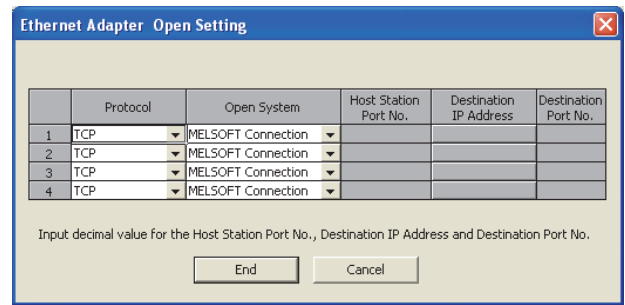 Ethernet Adapter Open Setting
Protocol Open System Host Station Port No. Destination IP Address Destination Port No.
1 TCP MELSOFT Connection
2 TCP MELSOFT Connection
3 TCP MELSOFT Connection
4 TCP MELSOFT Connection
Input decimal value for the Host Station Port No., Destination IP Address and Destination Port No.
End Cancel